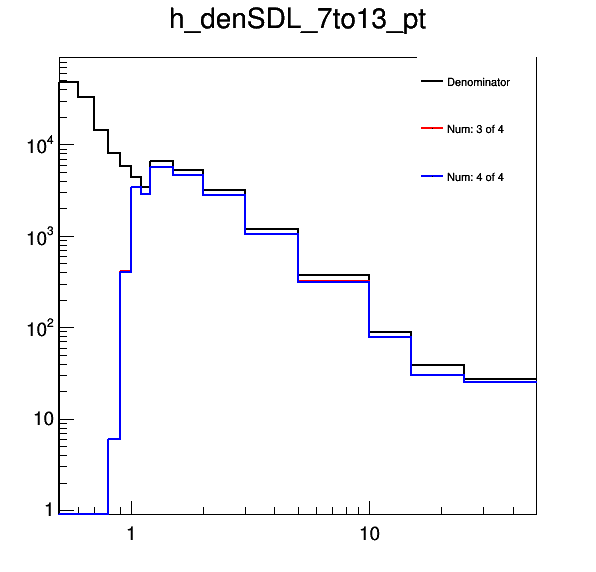 h_denSDL_7to13_pt
Denominator
Num: 3 of 4
Num: 4 of 4
10⁴
10³
10²
10
1
1
10